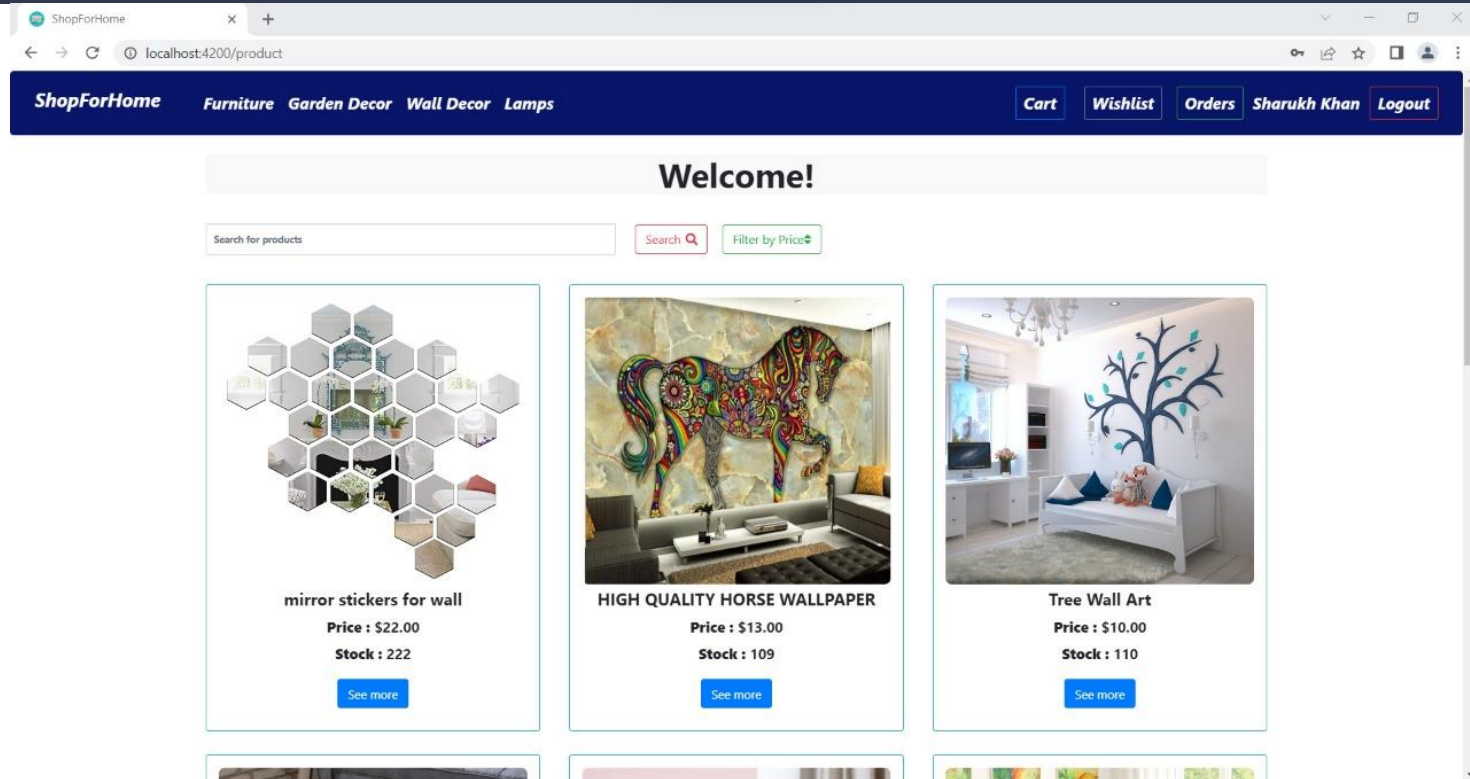 ShopForHome
localhost:4200/product
ShopForHome Furniture Garden Decor Wall Decor Lamps Cart Wishlist Orders Sharukh Khan Logout
Welcome!
Search for products Search Filter by Price
mirror stickers for wall HIGH QUALITY HORSE WALLPAPER Tree Wall Art
Price : $22.00 Price : $13.00 Price : $10.00
Stock : 222 Stock : 109 Stock : 110
See more See more See more